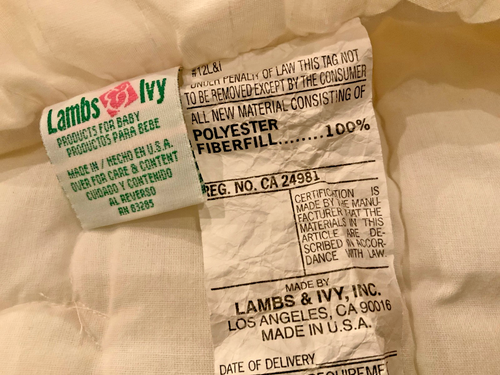 Lambs Ivy
PRODUCTS FOR BABY
PRODUCTOS PARA BEBE
MADE IN / HECHO EN U.S.A.
OVER FOR CARE & CONTENT
CUIDADO Y CONTENIDO
AL REVERSO
RN 63285
#12L&I
UNDER PENALTY OF LAW THIS TAG NOT
TO BE REMOVED EXCEPT BY THE CONSUMER
ALL NEW MATERIAL CONSISTING OF
POLYESTER
FIBERFILL........100%
REG. NO. CA 24981
CERTIFICATION IS
MADE BY THE MANU-
FACTURER THAT THE
MATERIALS IN THIS
ARTICLE ARE DE-
SCRIBED IN ACCOR-
DANCE WITH LAW.
MADE BY
LAMBS & IVY, INC.
LOS ANGELES, CA 90016
MADE IN U.S.A.
DATE OF DELIVERY